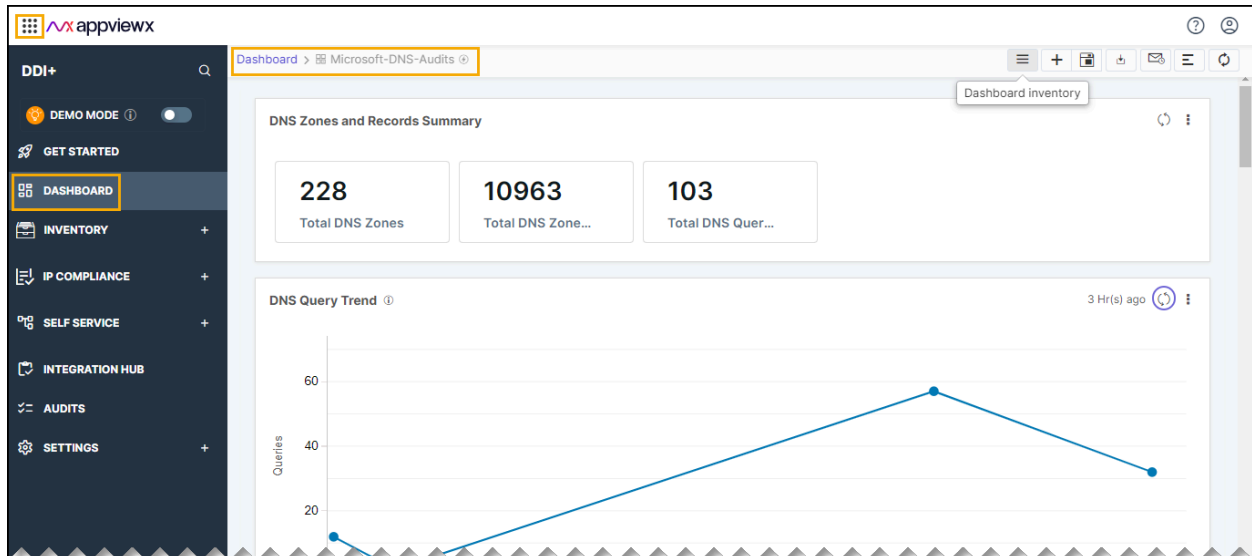 appviewx
DDI+
Dashboard > Microsoft-DNS-Audits
Dashboard inventory
DEMO MODE
GET STARTED
DASHBOARD
INVENTORY +
IP COMPLIANCE +
SELF SERVICE +
INTEGRATION HUB
AUDITS
SETTINGS +
DNS Zones and Records Summary
228
Total DNS Zones
10963
Total DNS Zone...
103
Total DNS Quer...
DNS Query Trend
3 Hr(s) ago
60
40
20
Queries